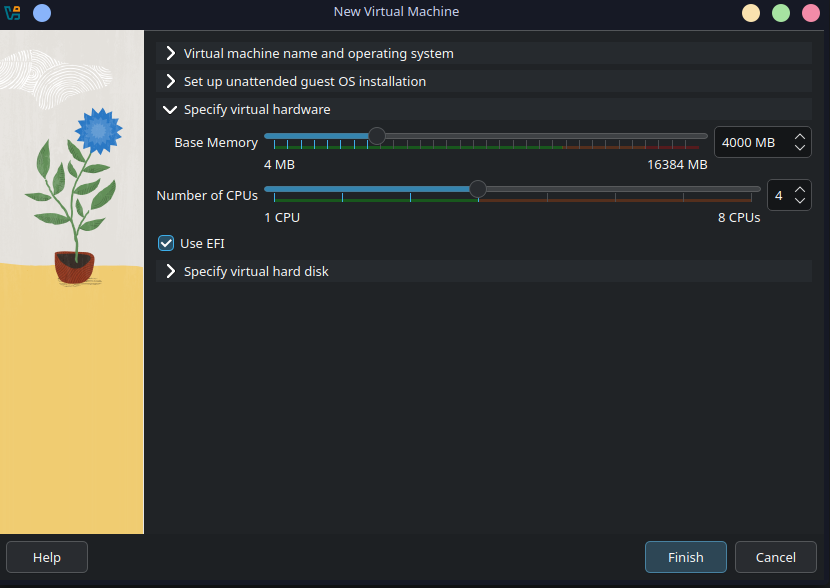 New Virtual Machine
Virtual machine name and operating system
Set up unattended guest OS installation
Specify virtual hardware
Base Memory
4000 MB
4 MB
16384 MB
Number of CPUs
4
1 CPU
8 CPUs
Use EFI
Specify virtual hard disk
Help
Finish
Cancel